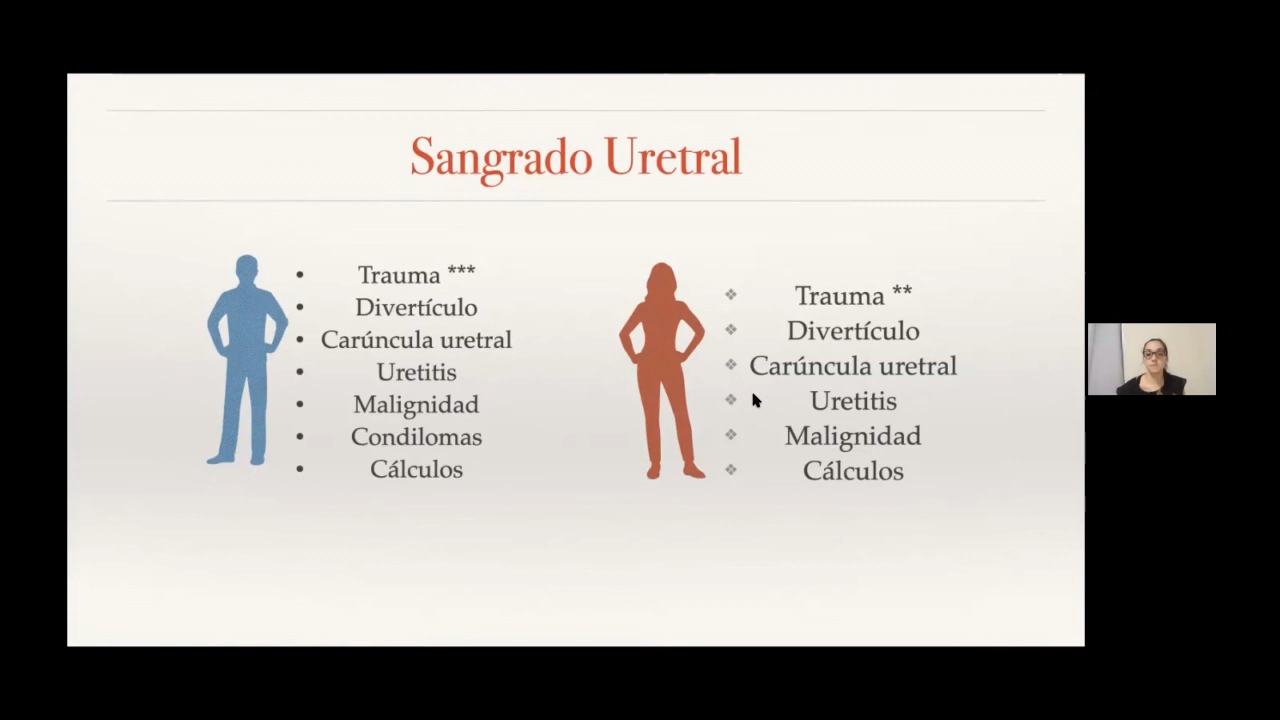 Sangrado Uretral
Trauma ***
Divertículo
Carúncula uretral
Uretitis
Malignidad
Condilomas
Cálculos
Trauma **
Divertículo
Carúncula uretral
Uretitis
Malignidad
Cálculos